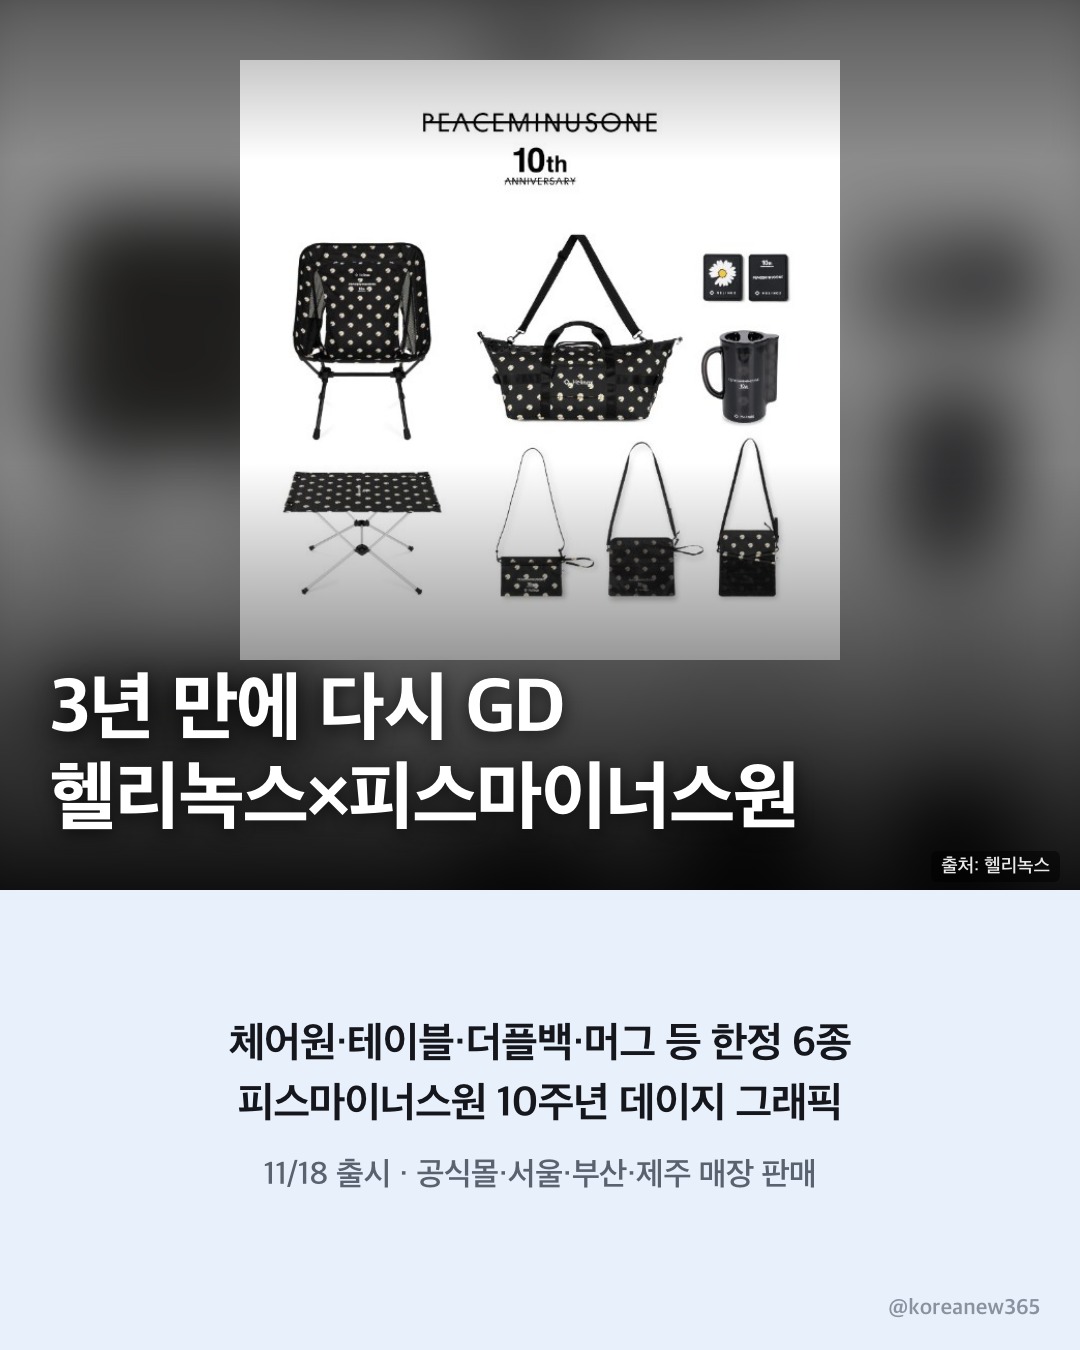 PEACEMINUSONE
10th
ANNIVERSARY
3년 만에 다시 GD
헬리녹스×피스마이너스원
출처: 헬리녹스
체어원·테이블·더플백·머그 등 한정 6종
피스마이너스원 10주년 데이지 그래픽
11/18 출시 · 공식몰·서울·부산·제주 매장 판매
@koreanew365